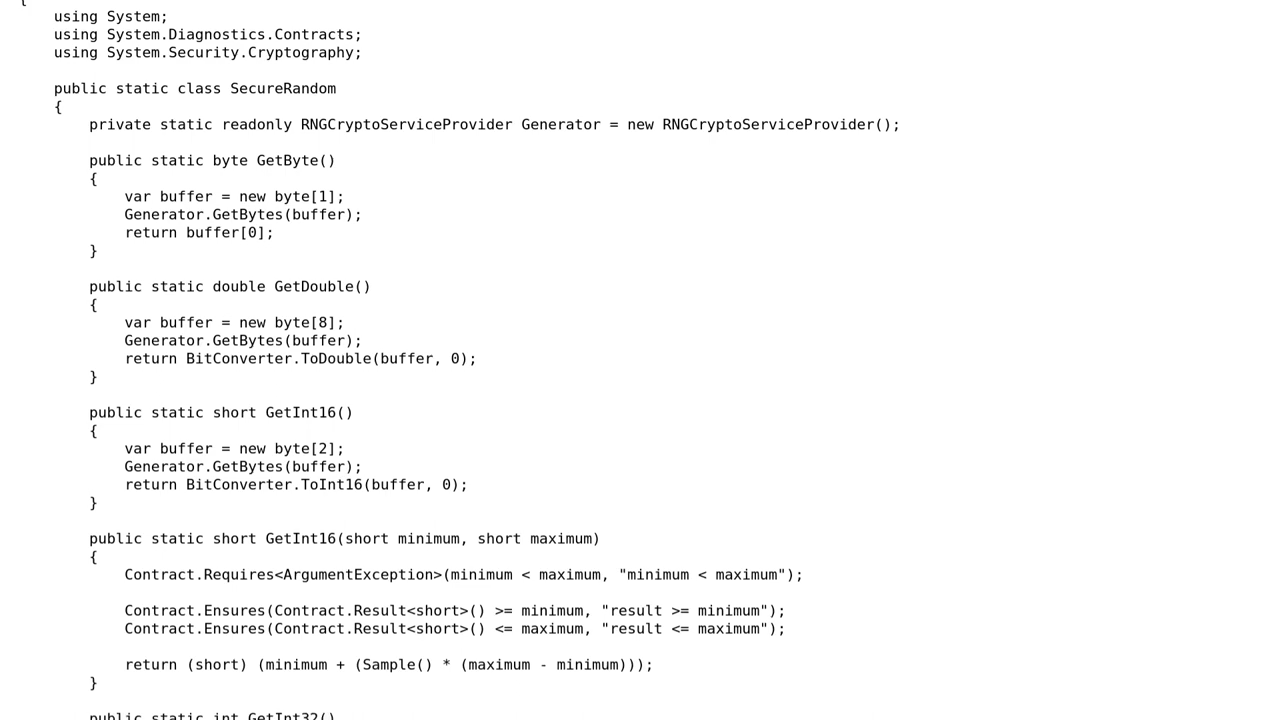 {
using System;
using System.Diagnostics.Contracts;
using System.Security.Cryptography;
public static class SecureRandom
{
private static readonly RNGCryptoServiceProvider Generator = new RNGCryptoServiceProvider();
public static byte GetByte()
{
var buffer = new byte[1];
Generator.GetBytes(buffer);
return buffer[0];
}
public static double GetDouble()
{
var buffer = new byte[8];
Generator.GetBytes(buffer);
return BitConverter.ToDouble(buffer, 0);
}
public static short GetInt16()
{
var buffer = new byte[2];
Generator.GetBytes(buffer);
return BitConverter.ToInt16(buffer, 0);
}
public static short GetInt16(short minimum, short maximum)
{
Contract.Requires<ArgumentException>(minimum < maximum, "minimum < maximum");
Contract.Ensures(Contract.Result<short>() >= minimum, "result >= minimum");
Contract.Ensures(Contract.Result<short>() <= maximum, "result <= maximum");
return (short) (minimum + (Sample() * (maximum - minimum)));
}
public static int GetInt32()